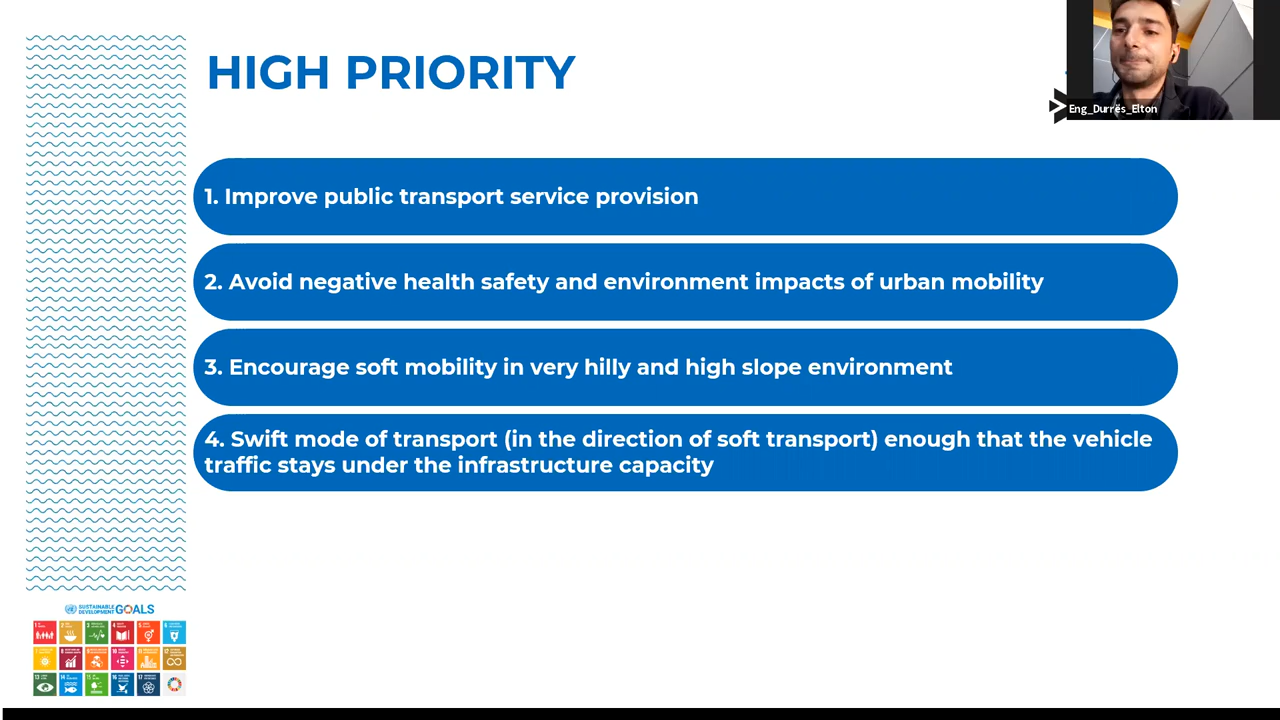 HIGH PRIORITY
Eng_Durrës_Elton
1. Improve public transport service provision
2. Avoid negative health safety and environment impacts of urban mobility
3. Encourage soft mobility in very hilly and high slope environment
4. Swift mode of transport (in the direction of soft transport) enough that the vehicle
traffic stays under the infrastructure capacity
SUSTAINABLE
DEVELOPMENT GOALS